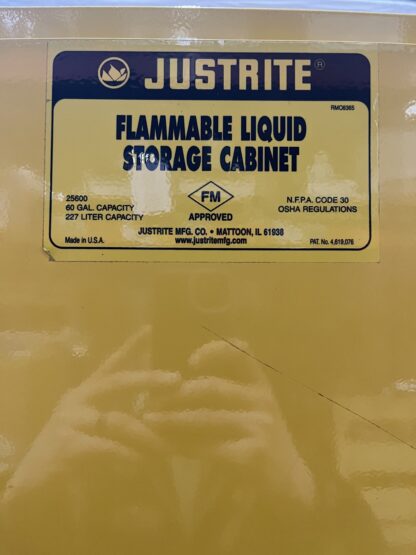 JUSTRITE®
RMC6365
FLAMMABLE LIQUID
STORAGE CABINET
25600
60 GAL. CAPACITY
227 LITER CAPACITY
FM
APPROVED
N.F.P.A. CODE 30
OSHA REGULATIONS
JUSTRITE MFG. CO. • MATTOON, IL 61938
Made in U.S.A.
www.justritemfg.com
PAT. No. 4,619,076